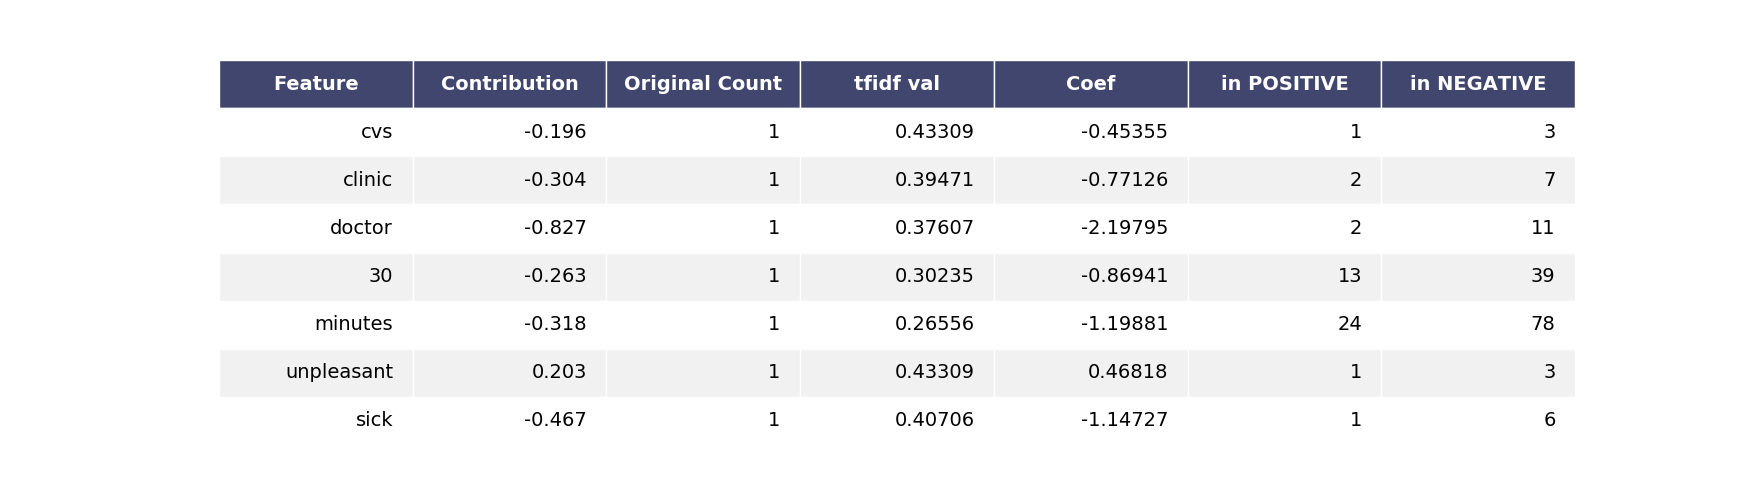 Feature Contribution Original Count tfidf val Coef in POSITIVE in NEGATIVE
cvs -0.196 1 0.43309 -0.45355 1 3
clinic -0.304 1 0.39471 -0.77126 2 7
doctor -0.827 1 0.37607 -2.19795 2 11
30 -0.263 1 0.30235 -0.86941 13 39
minutes -0.318 1 0.26556 -1.19881 24 78
unpleasant 0.203 1 0.43309 0.46818 1 3
sick -0.467 1 0.40706 -1.14727 1 6